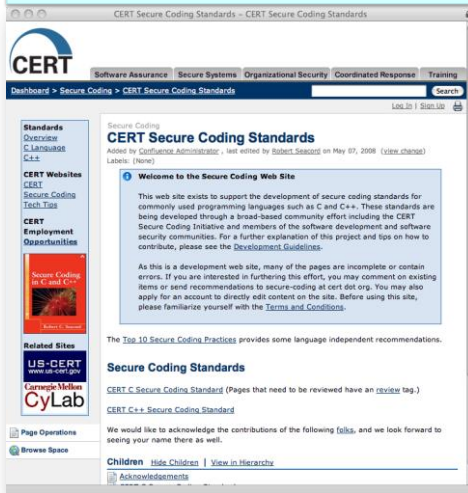 CERT Secure Coding Standards – CERT Secure Coding Standards
CERT
Software Assurance Secure Systems Organizational Security Coordinated Response Training
Dashboard > Secure Coding > CERT Secure Coding Standards
Search
Log In | Sign Up
Standards
Overview
C Language
C++
CERT Websites
CERT
Secure Coding
Tech Tips
CERT
Employment
Opportunities
Secure Coding
in C and C++
Robert C. Seacord
Related Sites
US-CERT
www.us-cert.gov
Carnegie Mellon
CyLab
Page Operations
Browse Space
Secure Coding
CERT Secure Coding Standards
Added by Confluence Administrator , last edited by Robert Seacord on May 07, 2008 (view change)
Labels: (None)
Welcome to the Secure Coding Web Site
This web site exists to support the development of secure coding standards for
commonly used programming languages such as C and C++. These standards are
being developed through a broad-based community effort including the CERT
Secure Coding Initiative and members of the software development and software
security communities. For a further explanation of this project and tips on how to
contribute, please see the Development Guidelines.
As this is a development web site, many of the pages are incomplete or contain
errors. If you are interested in furthering this effort, you may comment on existing
items or send recommendations to secure-coding at cert dot org. You may also
apply for an account to directly edit content on the site. Before using this site,
please familiarize yourself with the Terms and Conditions.
The Top 10 Secure Coding Practices provides some language independent recommendations.
Secure Coding Standards
CERT C Secure Coding Standard (Pages that need to be reviewed have an review tag.)
CERT C++ Secure Coding Standard
We would like to acknowledge the contributions of the following folks, and we look forward to
seeing your name there as well.
Children Hide Children | View in Hierarchy
Acknowledgements